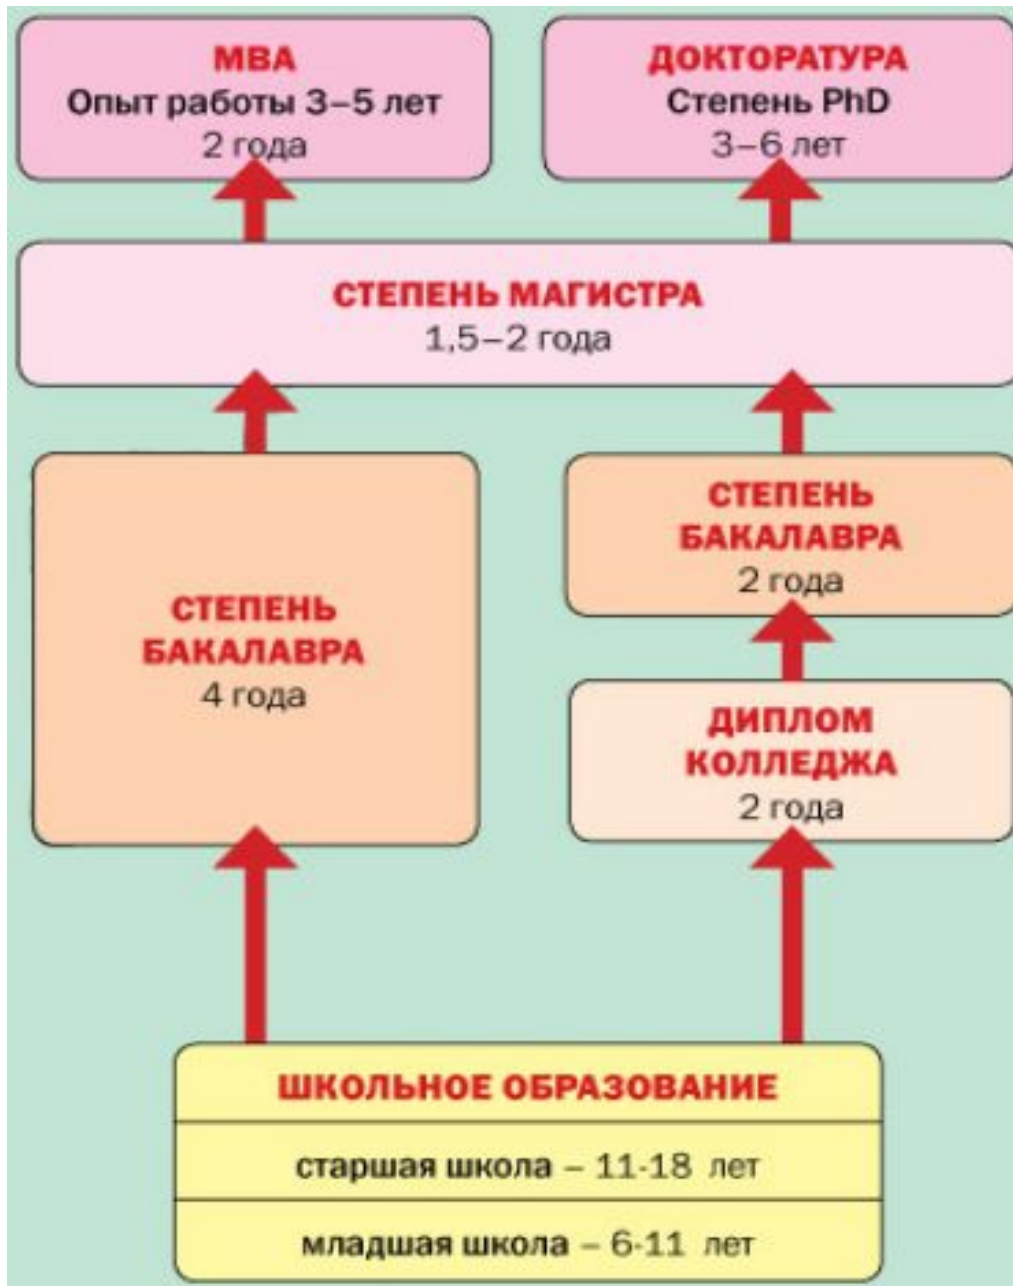 МВА
Опыт работы 3–5 лет
2 года
ДОКТОРАТУРА
Степень PhD
3–6 лет
СТЕПЕНЬ МАГИСТРА
1,5–2 года
СТЕПЕНЬ
БАКАЛАВРА
4 года
СТЕПЕНЬ
БАКАЛАВРА
2 года
ДИПЛОМ
КОЛЛЕДЖА
2 года
ШКОЛЬНОЕ ОБРАЗОВАНИЕ
старшая школа – 11-18 лет
младшая школа – 6-11 лет